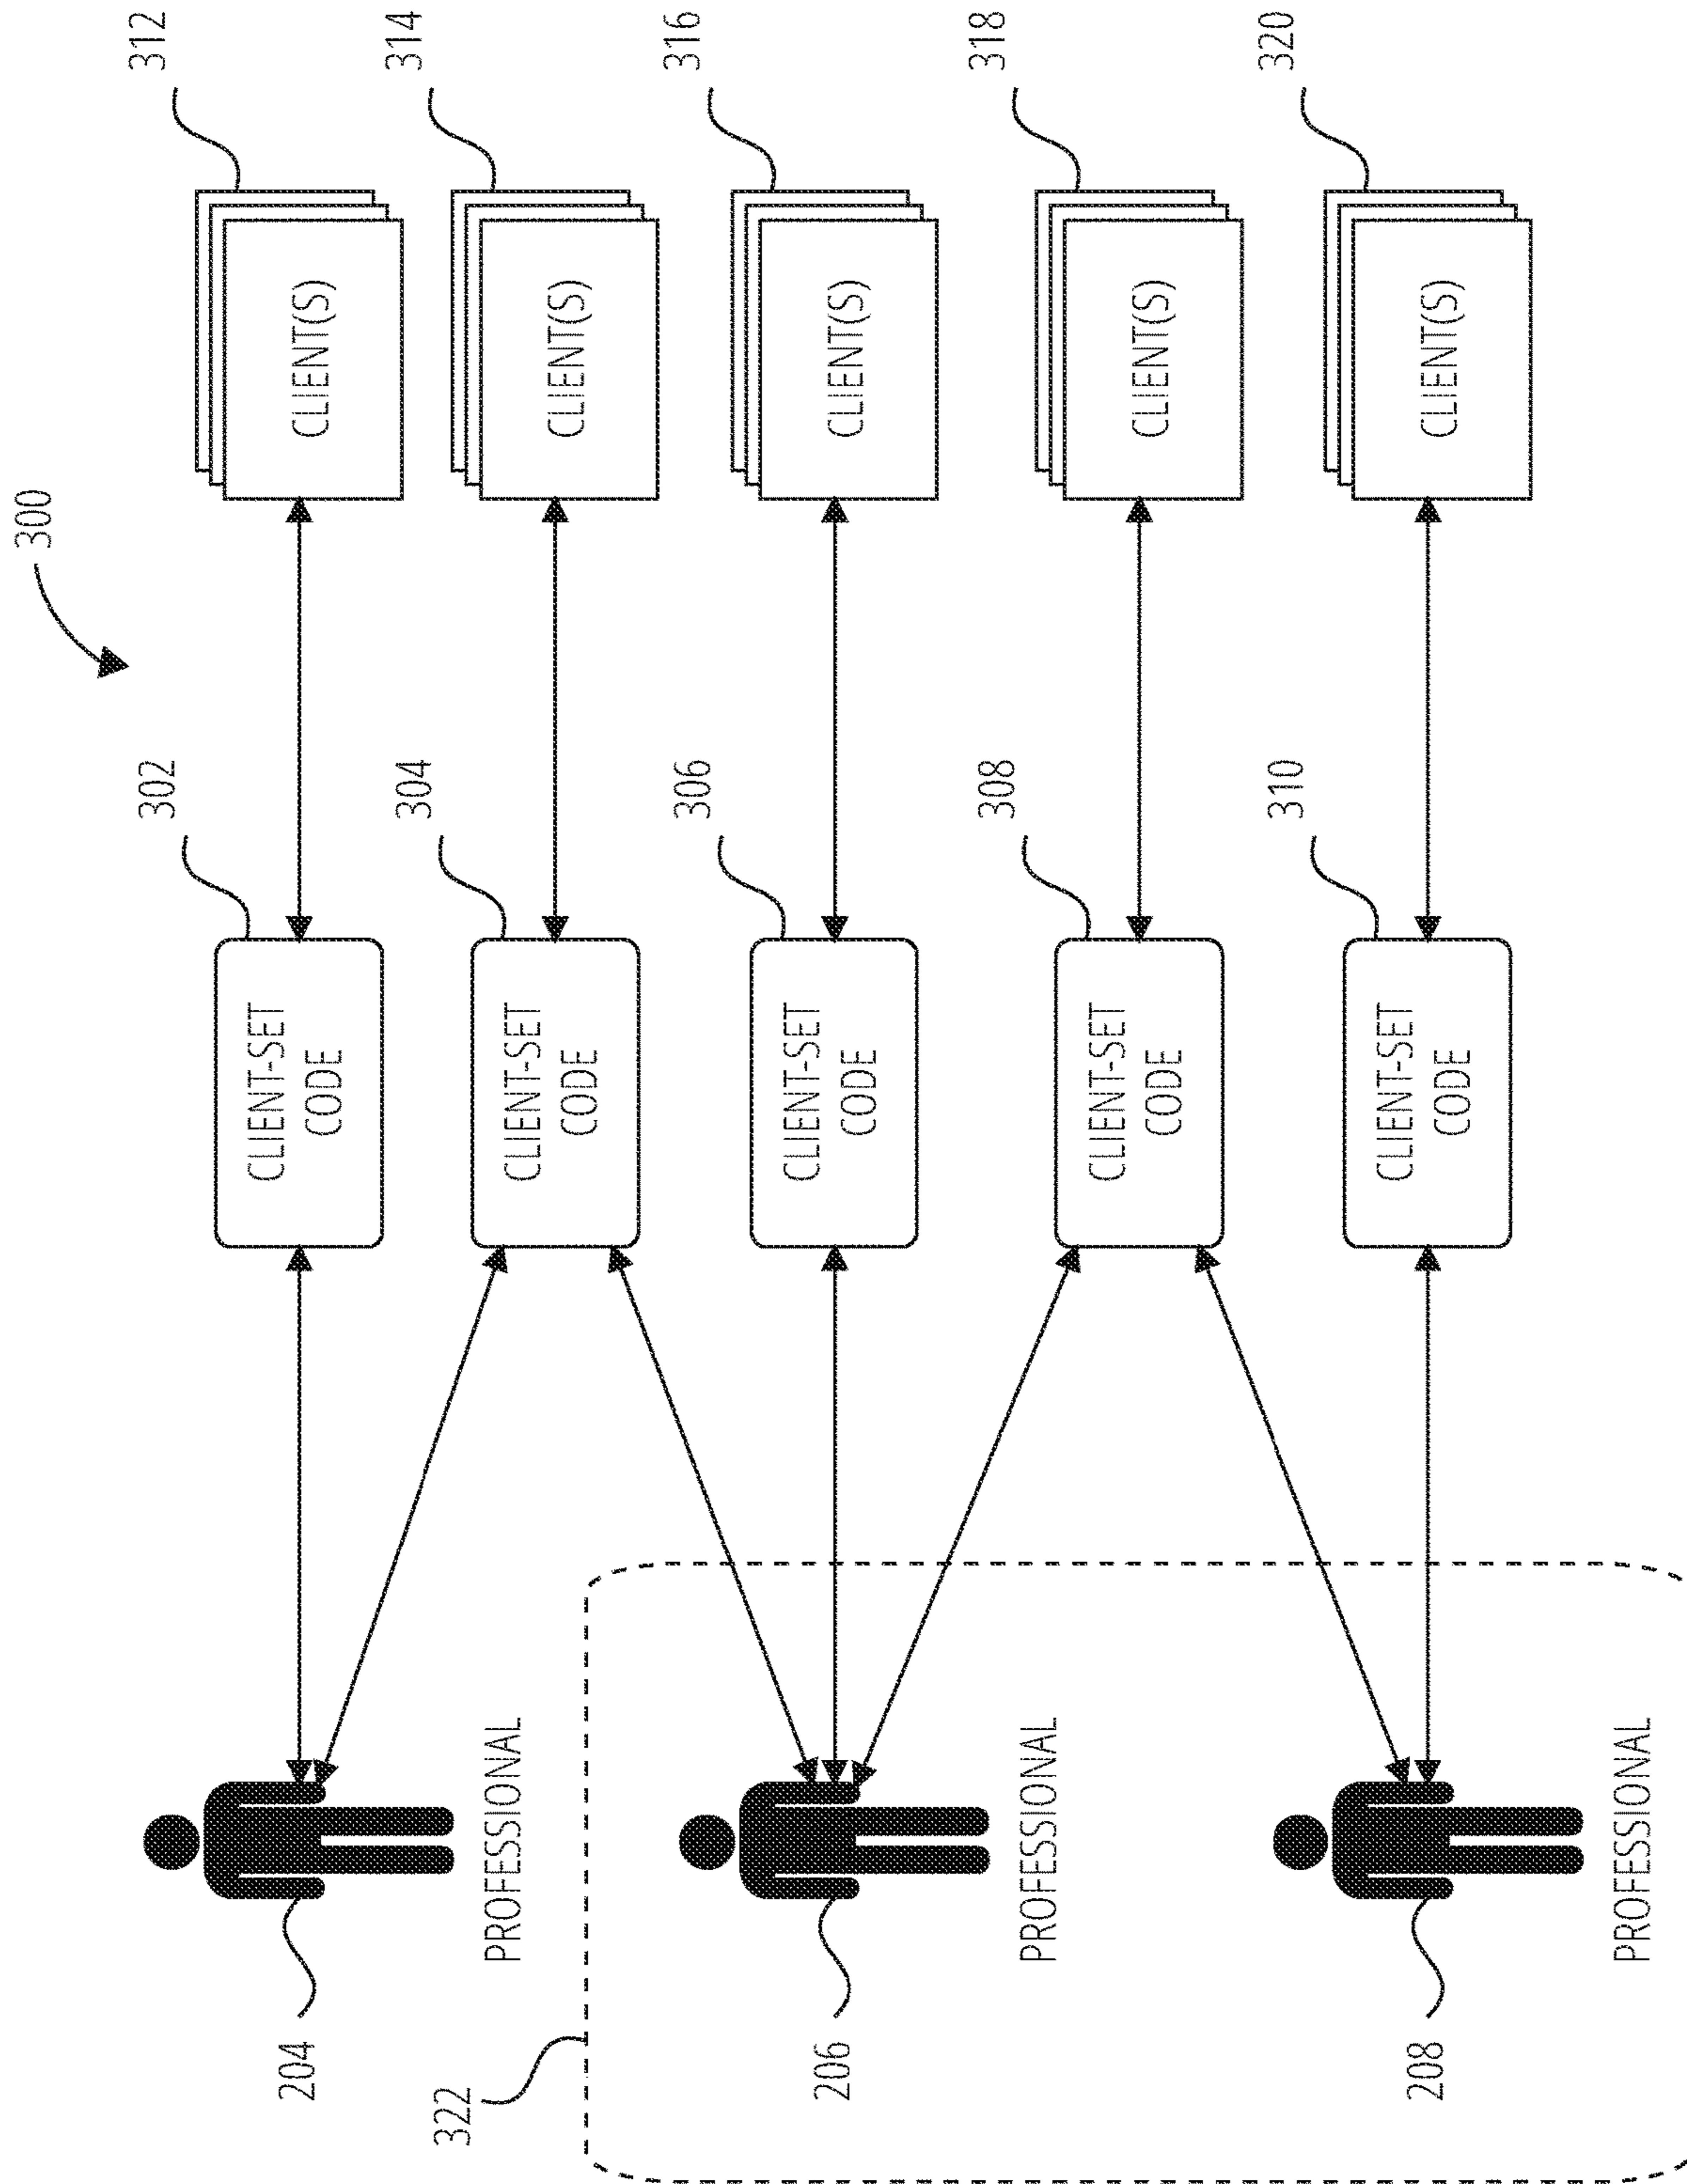 300
204
PROFESSIONAL
302
CLIENT-SET
CODE
312
CLIENT(S)
304
CLIENT-SET
CODE
314
CLIENT(S)
322
206
PROFESSIONAL
306
CLIENT-SET
CODE
316
CLIENT(S)
308
CLIENT-SET
CODE
318
CLIENT(S)
208
PROFESSIONAL
310
CLIENT-SET
CODE
320
CLIENT(S)